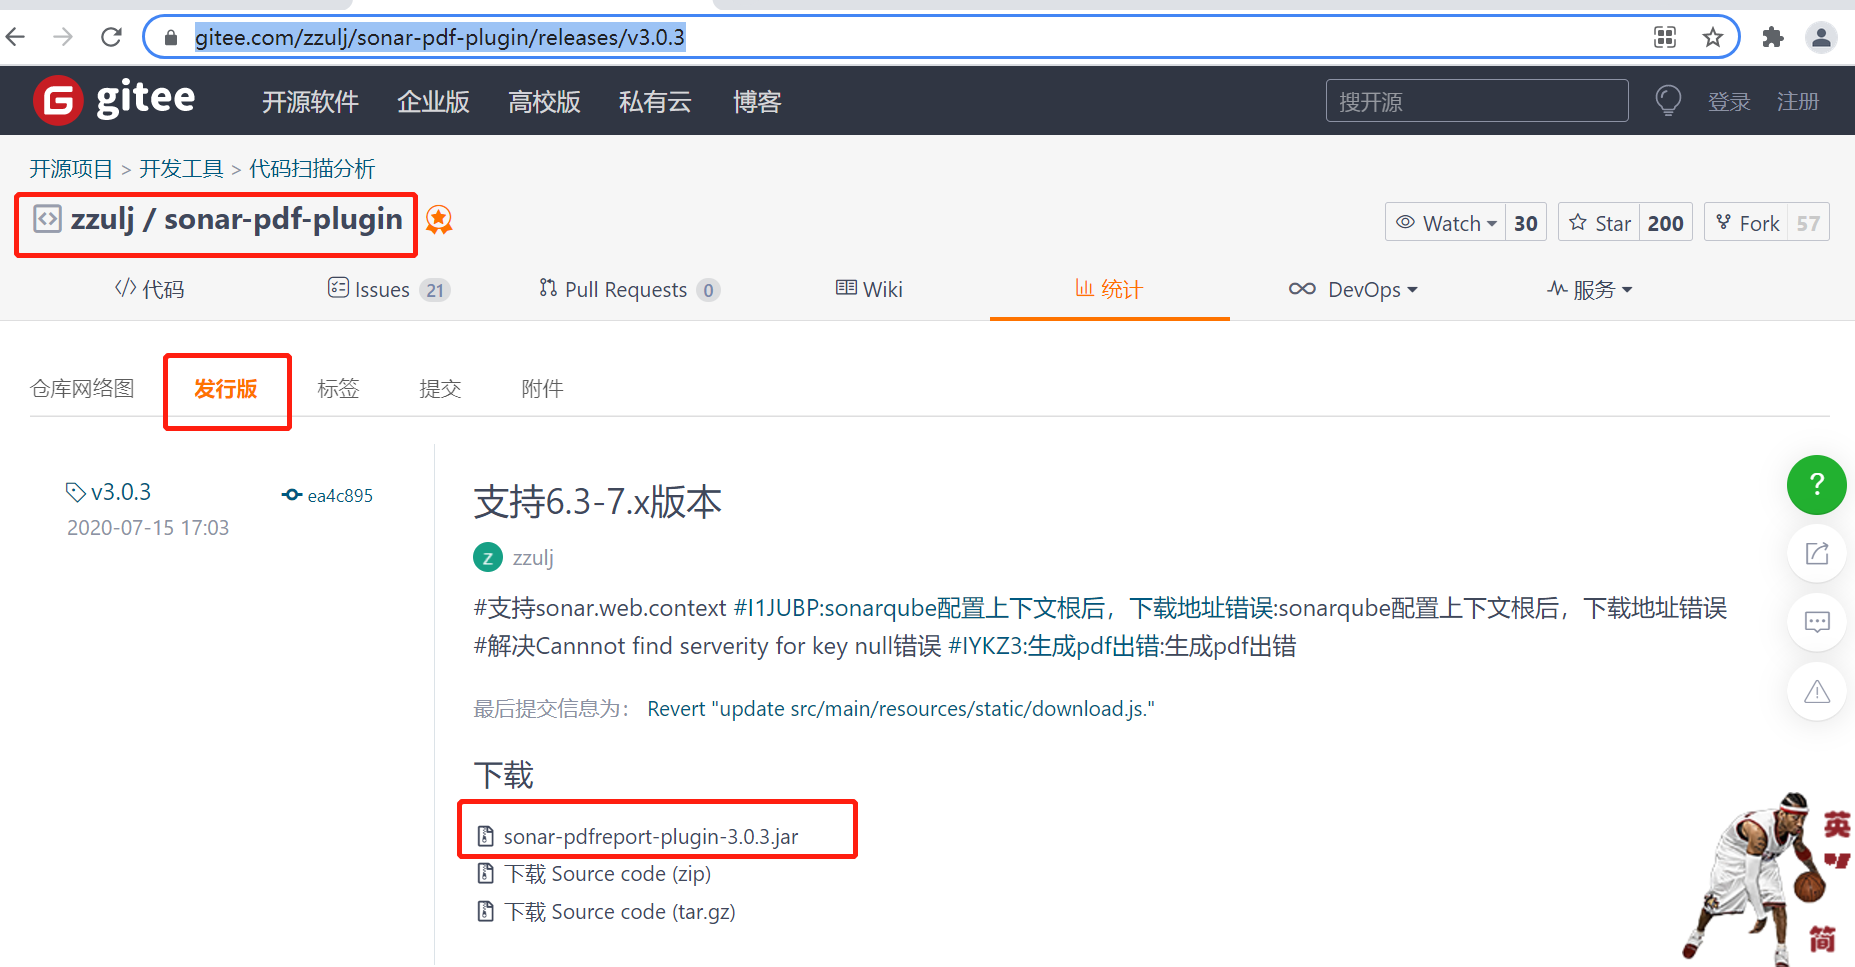 gitee.com/zzulj/sonar-pdf-plugin/releases/v3.0.3
gitee 开源软件 企业版 高校版 私有云 博客 搜开源 登录 注册
开源项目 > 开发工具 > 代码扫描分析
zzulj / sonar-pdf-plugin Watch 30 Star 200 Fork 57
代码 Issues 21 Pull Requests 0 Wiki 统计 DevOps 服务
仓库网络图 发行版 标签 提交 附件
v3.0.3 ea4c895
2020-07-15 17:03
支持6.3-7.x版本
z zzulj
#支持sonar.web.context #I1JUBP:sonarqube配置上下文根后，下载地址错误:sonarqube配置上下文根后，下载地址错误
#解决Cannnot find serverity for key null错误 #IYKZ3:生成pdf出错:生成pdf出错
最后提交信息为： Revert "update src/main/resources/static/download.js."
下载
sonar-pdfreport-plugin-3.0.3.jar
下载 Source code (zip)
下载 Source code (tar.gz)
?
英
简